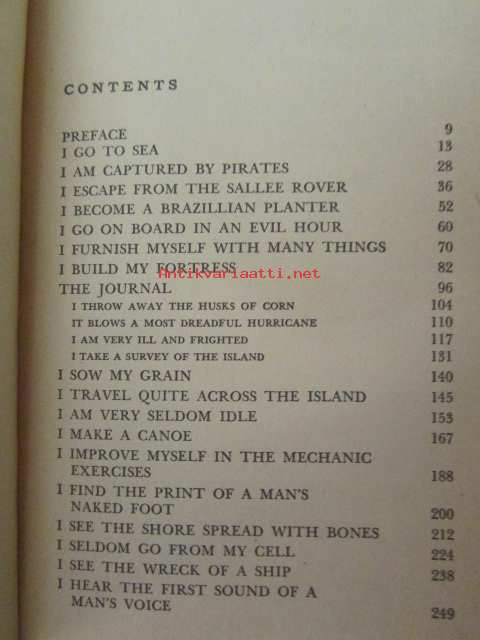 CONTENTS
PREFACE 9
I GO TO SEA 13
I AM CAPTURED BY PIRATES 28
I ESCAPE FROM THE SALLEE ROVER 36
I BECOME A BRAZILLIAN PLANTER 52
I GO ON BOARD IN AN EVIL HOUR 60
I FURNISH MYSELF WITH MANY THINGS 70
I BUILD MY FORTRESS 82
Antikvariaatti.net
THE JOURNAL 96
I THROW AWAY THE HUSKS OF CORN 104
IT BLOWS A MOST DREADFUL HURRICANE 110
I AM VERY ILL AND FRIGHTED 117
I TAKE A SURVEY OF THE ISLAND 131
I SOW MY GRAIN 140
I TRAVEL QUITE ACROSS THE ISLAND 145
I AM VERY SELDOM IDLE 153
I MAKE A CANOE 167
I IMPROVE MYSELF IN THE MECHANIC
EXERCISES 188
I FIND THE PRINT OF A MAN'S
NAKED FOOT 200
I SEE THE SHORE SPREAD WITH BONES 212
I SELDOM GO FROM MY CELL 224
I SEE THE WRECK OF A SHIP 238
I HEAR THE FIRST SOUND OF A
MAN'S VOICE 249